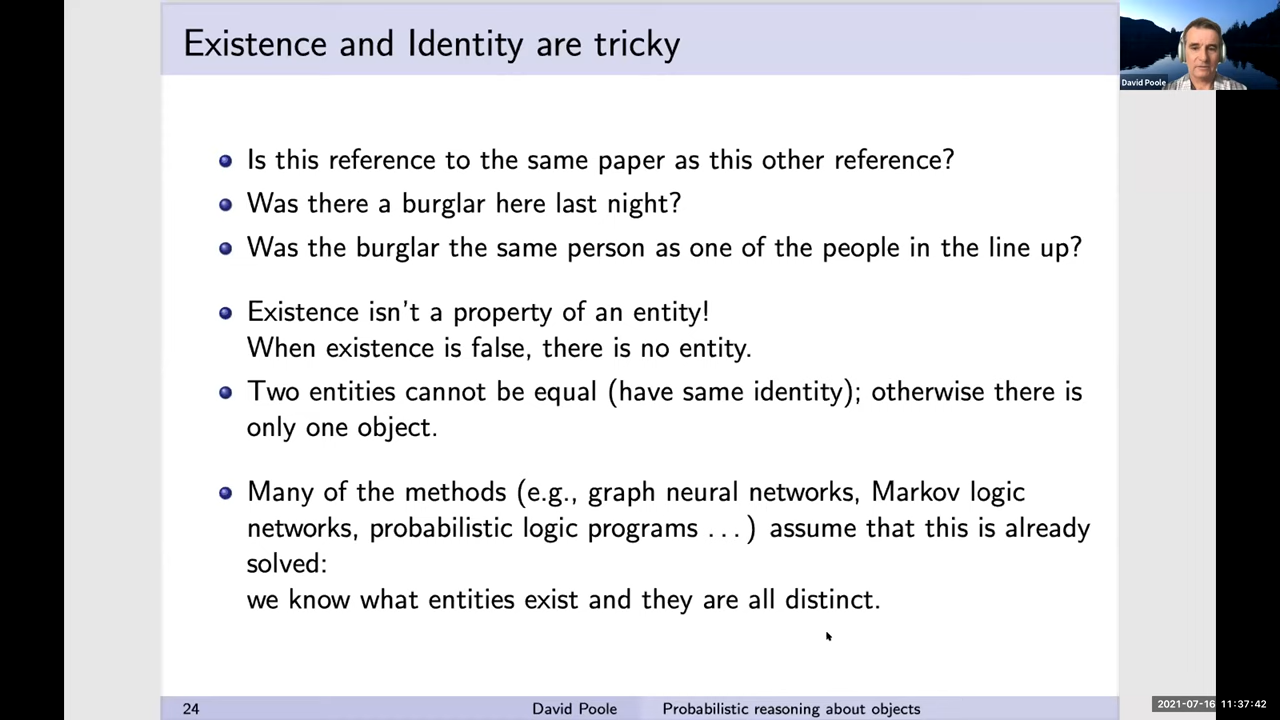 Existence and Identity are tricky
David Poole
Is this reference to the same paper as this other reference?
Was there a burglar here last night?
Was the burglar the same person as one of the people in the line up?
Existence isn't a property of an entity!
When existence is false, there is no entity.
Two entities cannot be equal (have same identity); otherwise there is
only one object.
Many of the methods (e.g., graph neural networks, Markov logic
networks, probabilistic logic programs ...) assume that this is already
solved:
we know what entities exist and they are all distinct.
24 David Poole Probabilistic reasoning about objects
2021-07-16 11:37:42